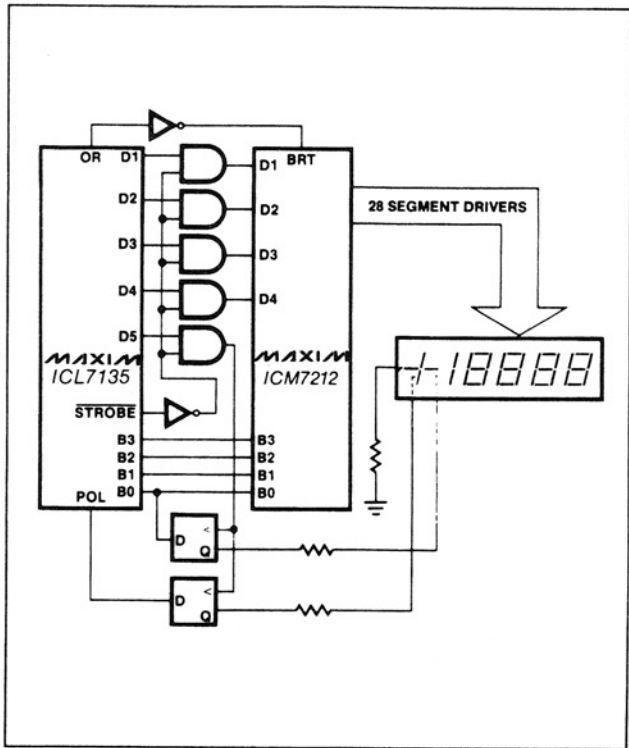 OR
BRT
D1
D1
D2
D2
28 SEGMENT DRIVERS
D3
D3
D4
D4
D5
MAXIM
ICL7135
MAXIM
ICM7212
+18888
STROBE
B3
B3
B2
B2
B1
B1
B0
B0
POL
D
<
Q
D
<
Q